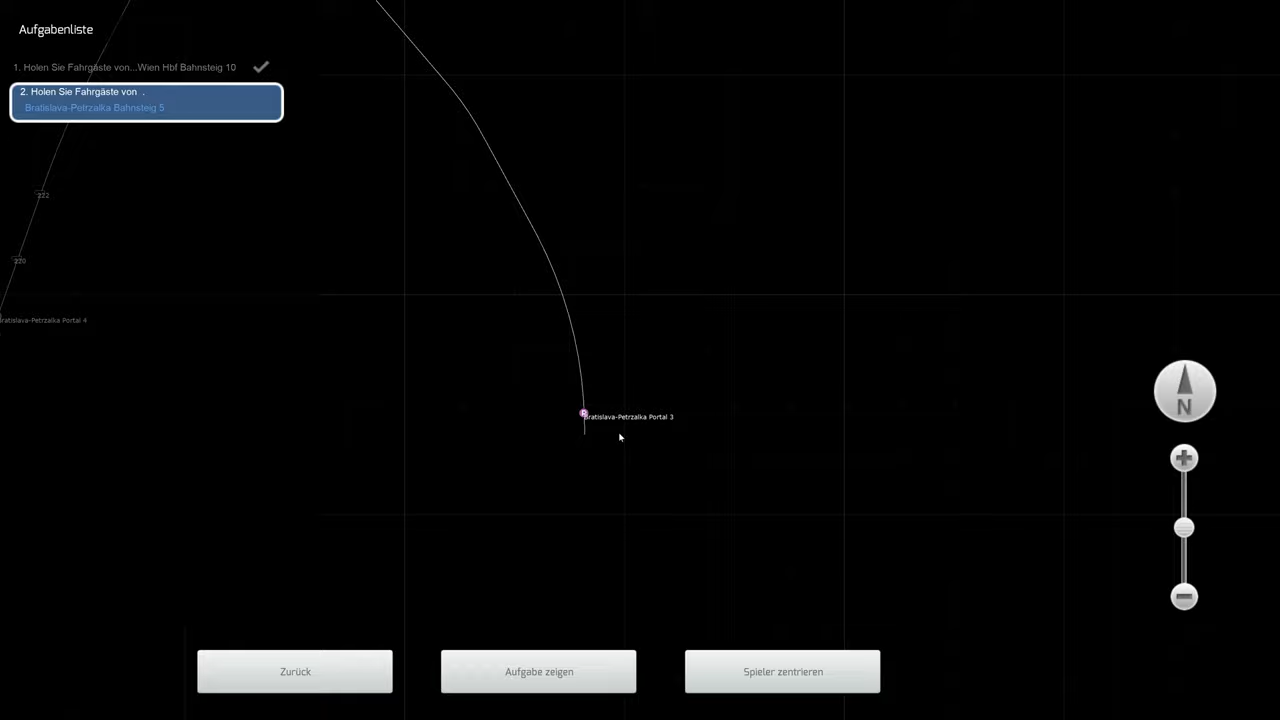 Aufgabenliste
1. Holen Sie Fahrgäste von...Wien Hbf Bahnsteig 10
2. Holen Sie Fahrgäste von .
Bratislava-Petrzalka Bahnsteig 5
222
220
Bratislava-Petrzalka Portal 4
Bratislava-Petrzalka Portal 3
N
Zurück
Aufgabe zeigen
Spieler zentrieren